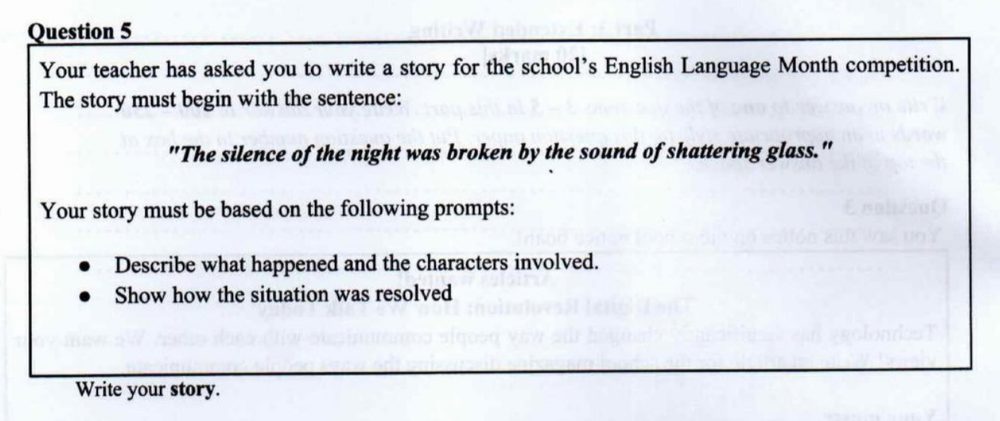 Question 5
Your teacher has asked you to write a story for the school's English Language Month competition.
The story must begin with the sentence:
"The silence of the night was broken by the sound of shattering glass."
Your story must be based on the following prompts:
● Describe what happened and the characters involved.
● Show how the situation was resolved
Write your story.